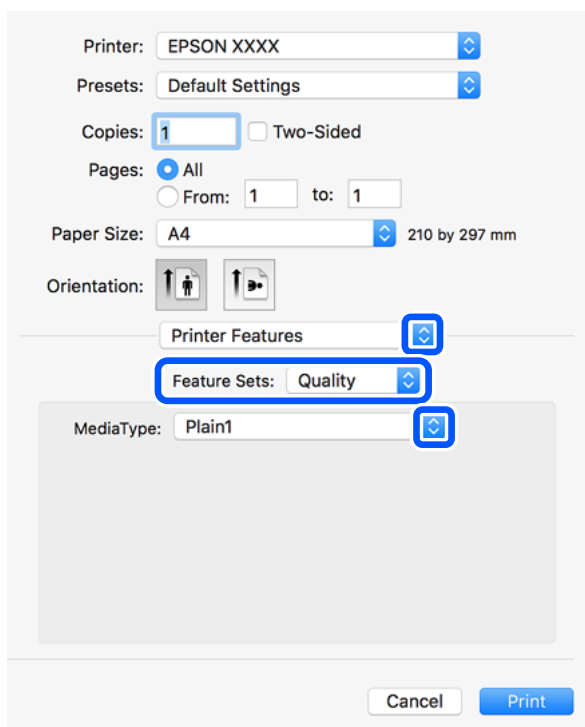 Printer: EPSON XXXX
Presets: Default Settings
Copies: 1 Two-Sided
Pages: All
From: 1 to: 1
Paper Size: A4 210 by 297 mm
Orientation:
Printer Features
Feature Sets: Quality
MediaType: Plain1
Cancel Print